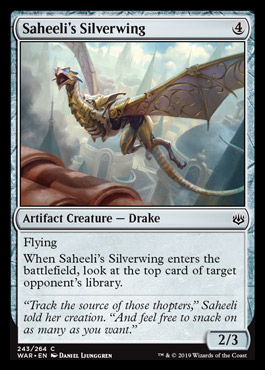 Saheeli's Silverwing 4
Artifact Creature — Drake
Flying
When Saheeli's Silverwing enters the
battlefield, look at the top card of target
opponent's library.
"Track the source of those thopters," Saheeli
told her creation. "And feel free to snack on
as many as you want."
2/3
243/264 C
WAR • EN Daniel Ljunggren
™ & © 2019 Wizards of the Coast